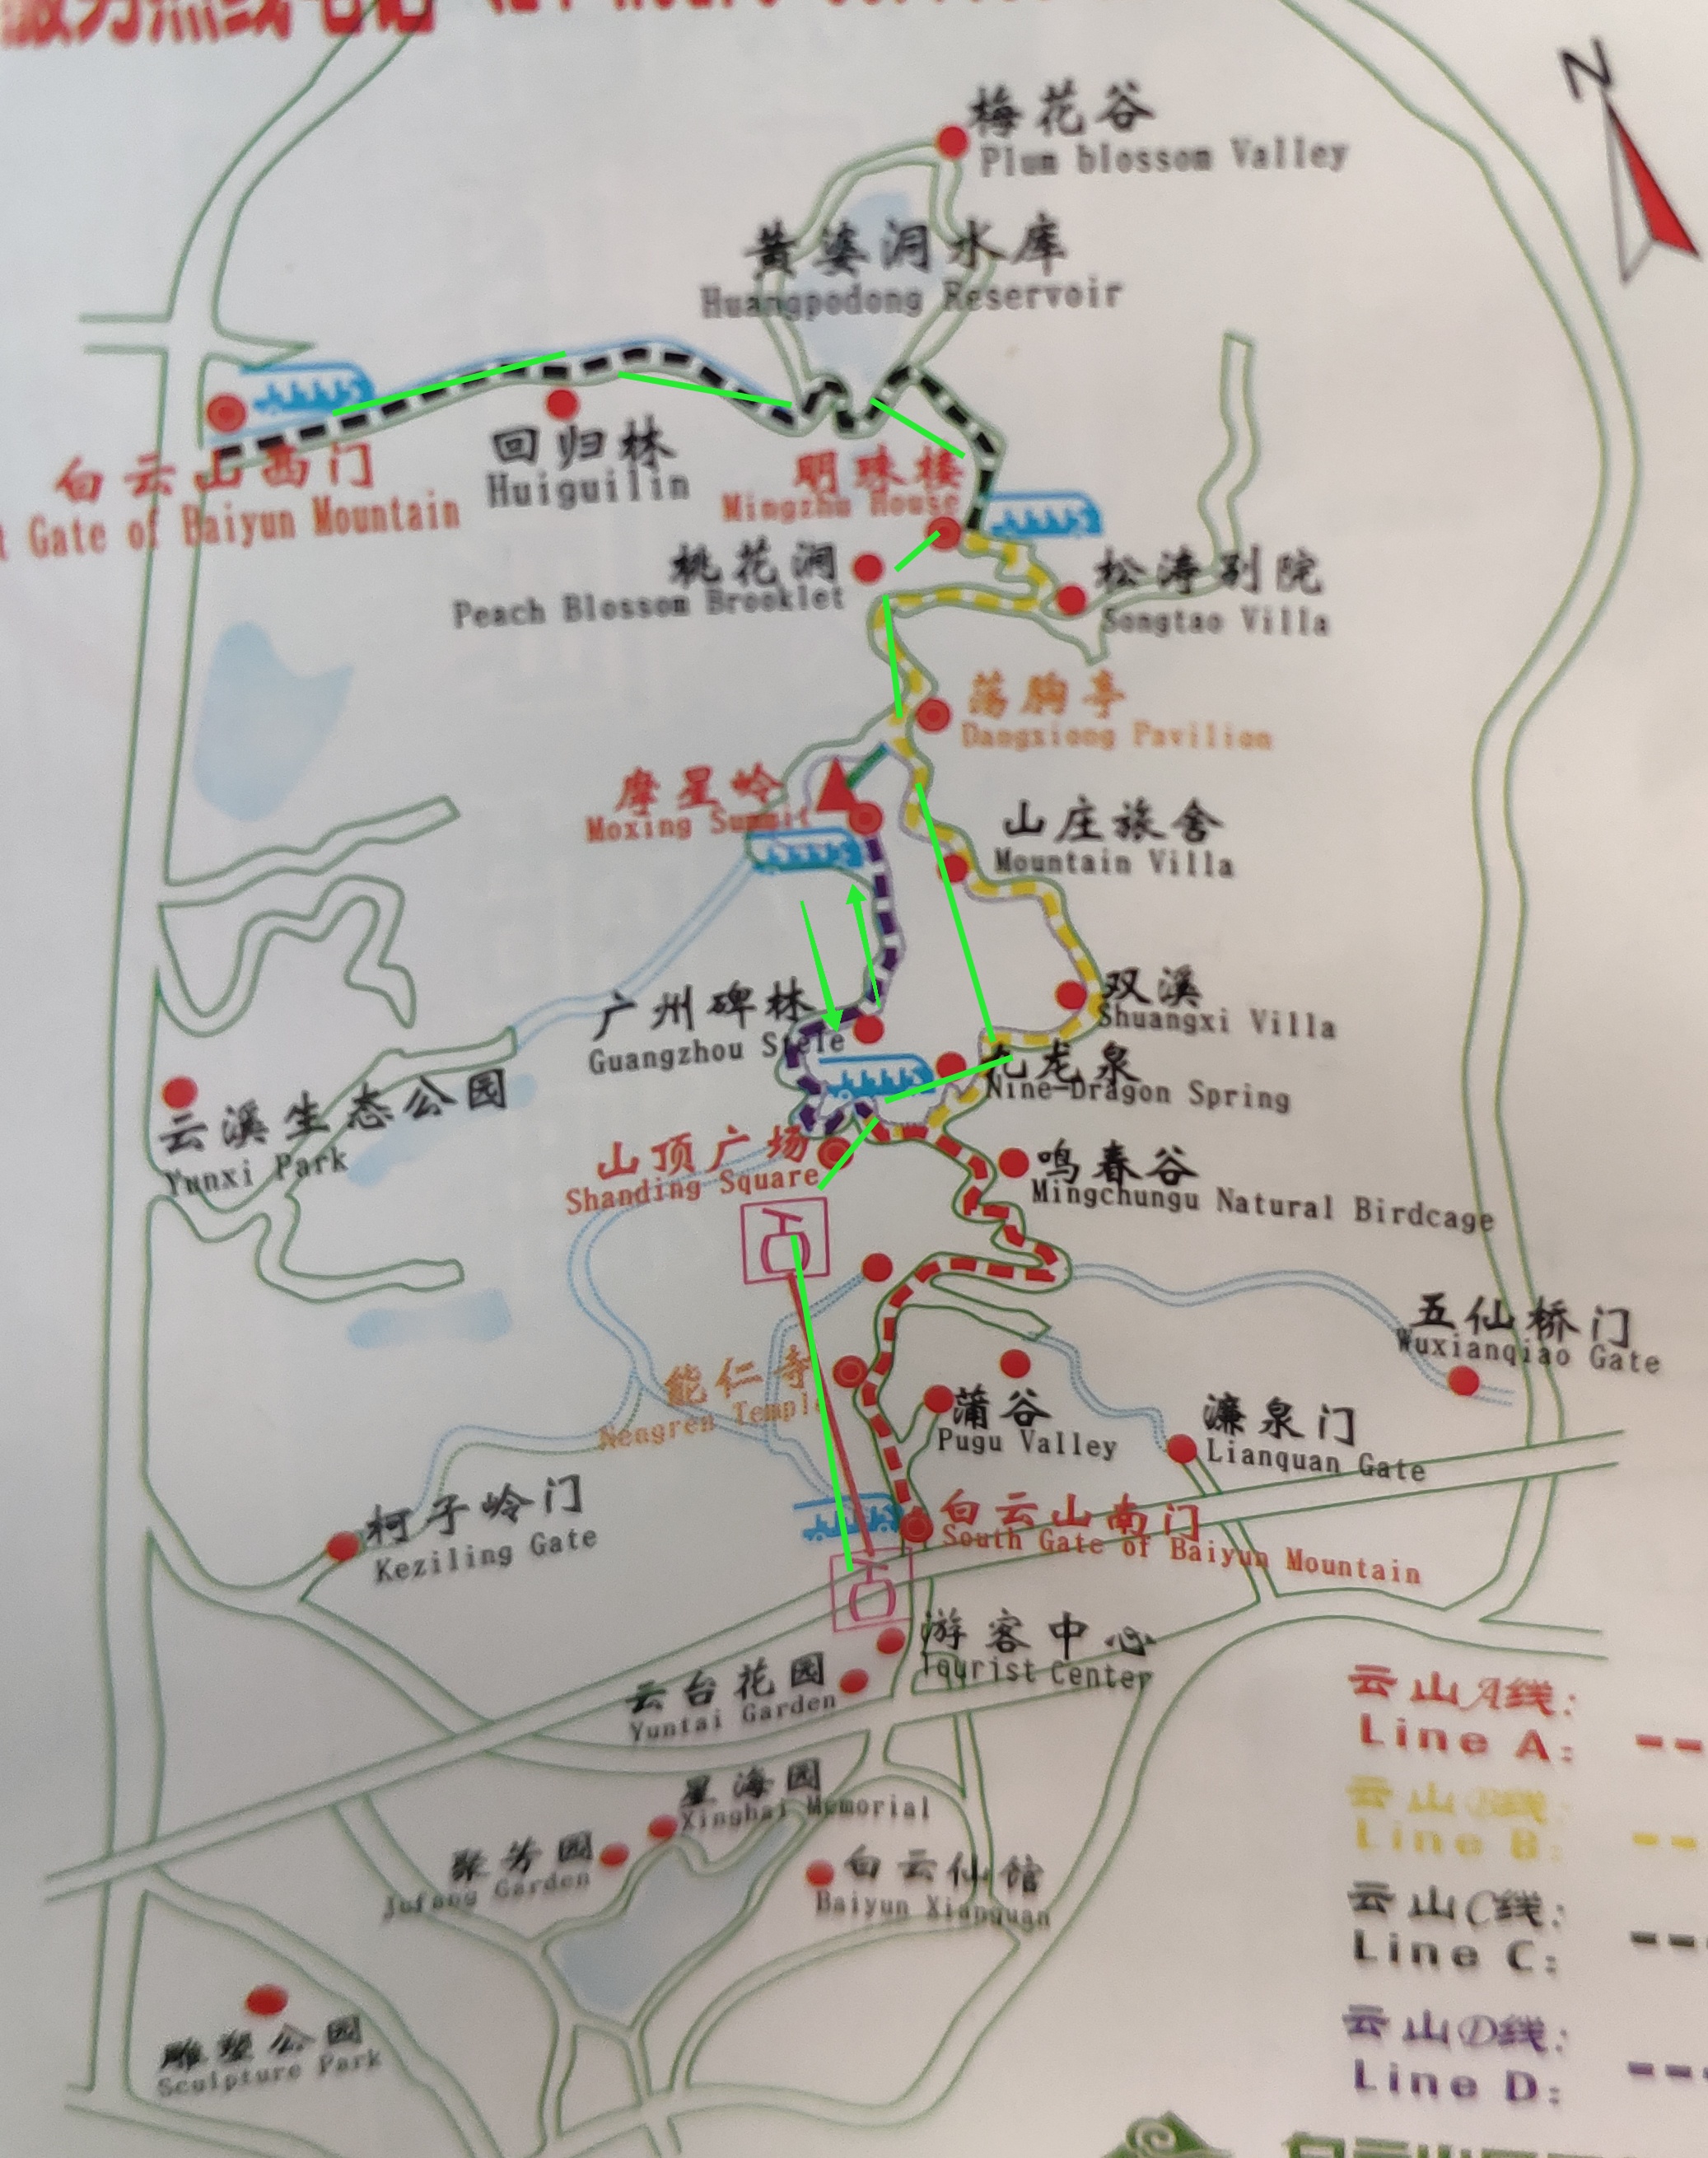 N
梅花谷
Plum blossom Valley
黄婆洞水库
Huangpodong Reservoir
白云山西门
t Gate of Baiyun Mountain
回归林
Huiguilin
明珠楼
Mingzhu House
桃花涧
Peach Blossom Brooklet
松涛别院
Songtao Villa
荡胸亭
Dangxiong Pavilion
摩星岭
Moxing Summit
山庄旅舍
Mountain Villa
广州碑林
Guangzhou Stele
双溪
Shuangxi Villa
九龙泉
Nine-Dragon Spring
云溪生态公园
Yunxi Park
山顶广场
Shanding Square
鸣春谷
Mingchungu Natural Birdcage
五仙桥门
Wuxianqiao Gate
能仁寺
Nengren Temple
蒲谷
Pugu Valley
濂泉门
Lianquan Gate
柯子岭门
Keziling Gate
白云山南门
South Gate of Baiyun Mountain
游客中心
Tourist Center
云台花园
Yuntai Garden
星海园
Xinghai Memorial
Garden
白云仙馆
Baiyun Xianguan
雕塑公园
Sculpture Park
云山A线:
Line A:
云山B线:
Line B:
云山C线:
Line C:
云山D线:
Line D: